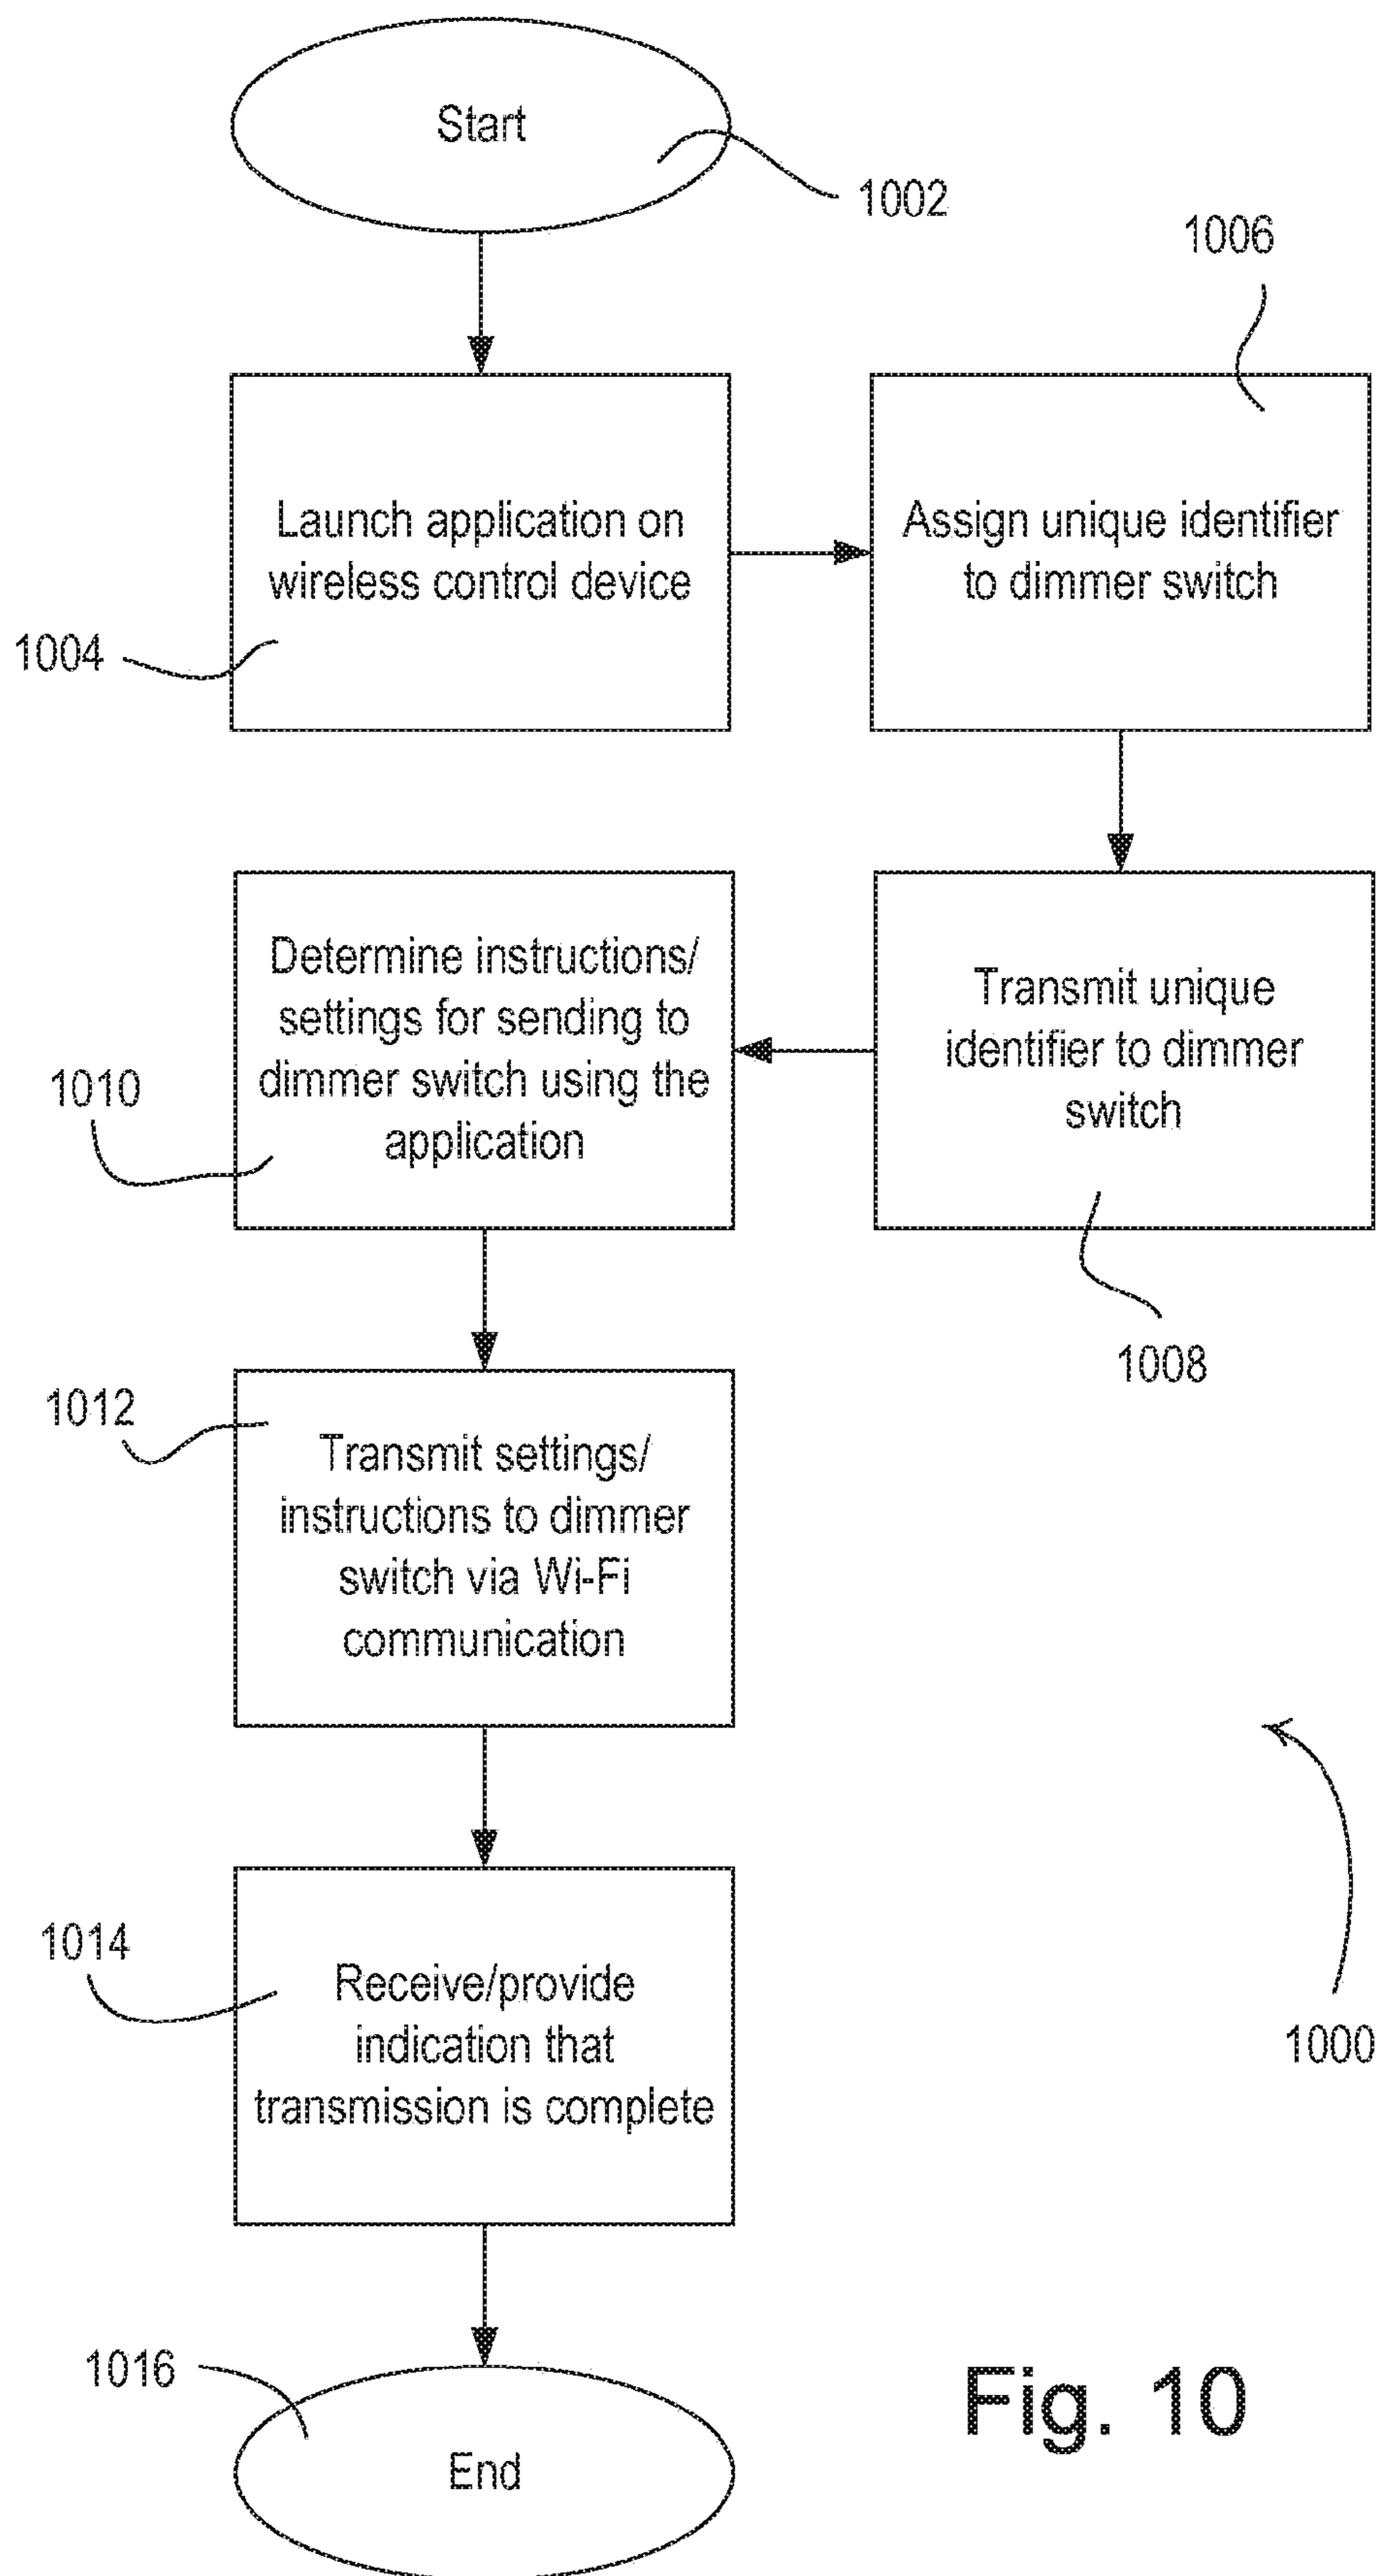 Start
1002
1006
Launch application on
wireless control device
1004
Assign unique identifier
to dimmer switch
Transmit unique
identifier to dimmer
switch
1008
Determine instructions/
settings for sending to
dimmer switch using the
application
1010
1012
Transmit settings/
instructions to dimmer
switch via Wi-Fi
communication
1014
Receive/provide
indication that
transmission is complete
1000
1016
End
Fig. 10